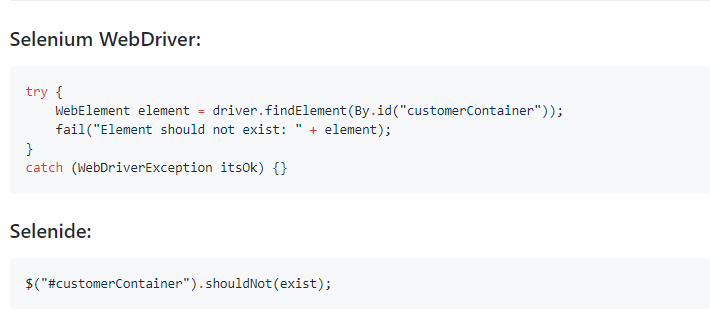 Selenium WebDriver:
try {
    WebElement element = driver.findElement(By.id("customerContainer"));
    fail("Element should not exist: " + element);
}
catch (WebDriverException itsOk) {}
Selenide:
$("#customerContainer").shouldNot(exist);